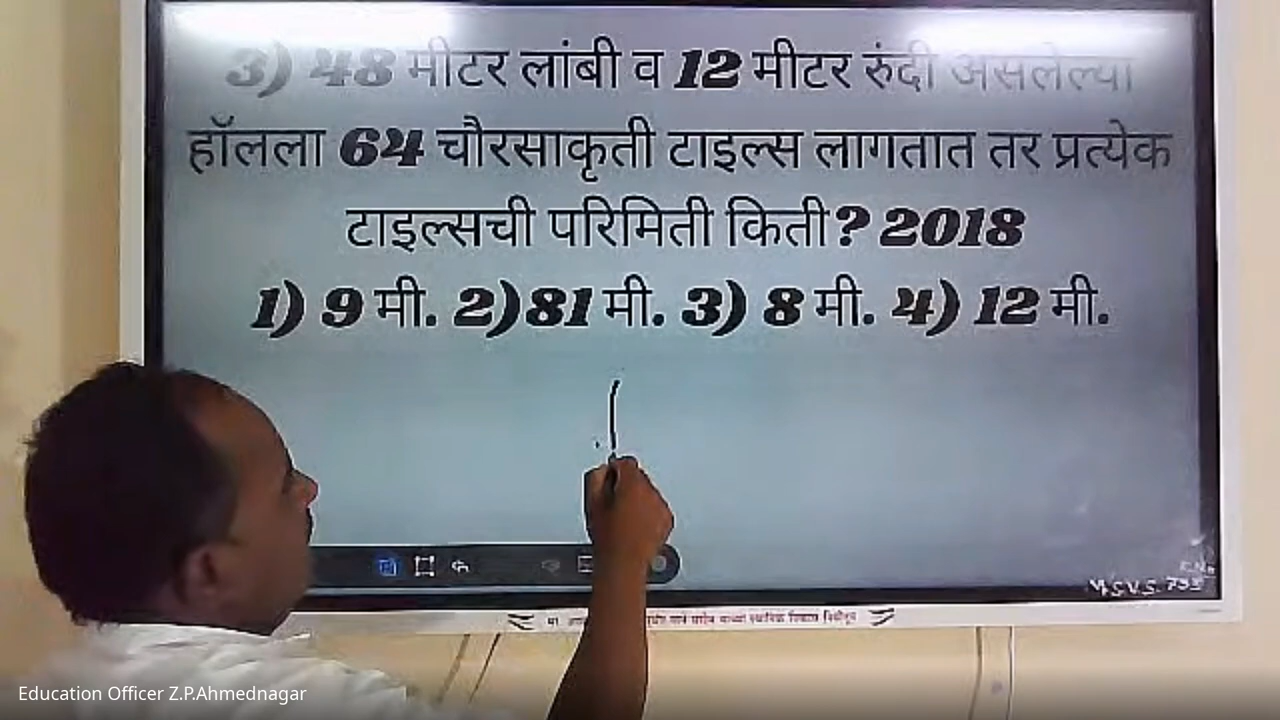 3) 48 मीटर लांबी व 12 मीटर रुंदी असलेल्या
हॉलला 64 चौरसाकृती टाइल्स लागतात तर प्रत्येक
टाइल्सची परिमिती किती? 2018
1) 9 मी. 2)81 मी. 3) 8 मी. 4) 12 मी.
Education Officer Z.P.Ahmednagar